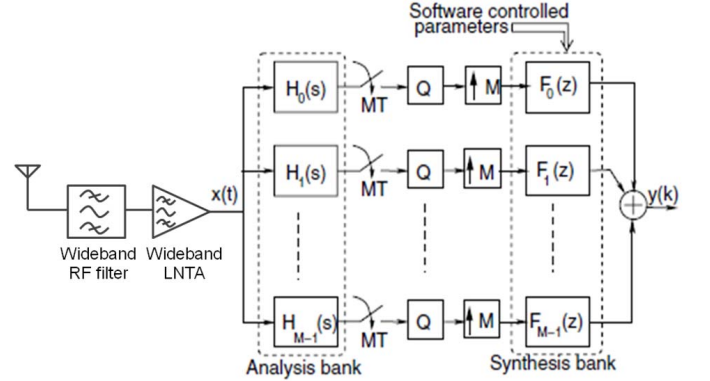 Software controlled
parameters
H0(s)
MT
Q
M
F0(z)
x(t)
H1(s)
MT
Q
M
F1(z)
y(k)
Wideband
RF filter
Wideband
LNTA
HM-1(s)
MT
Q
M
FM-1(z)
Analysis bank
Synthesis bank